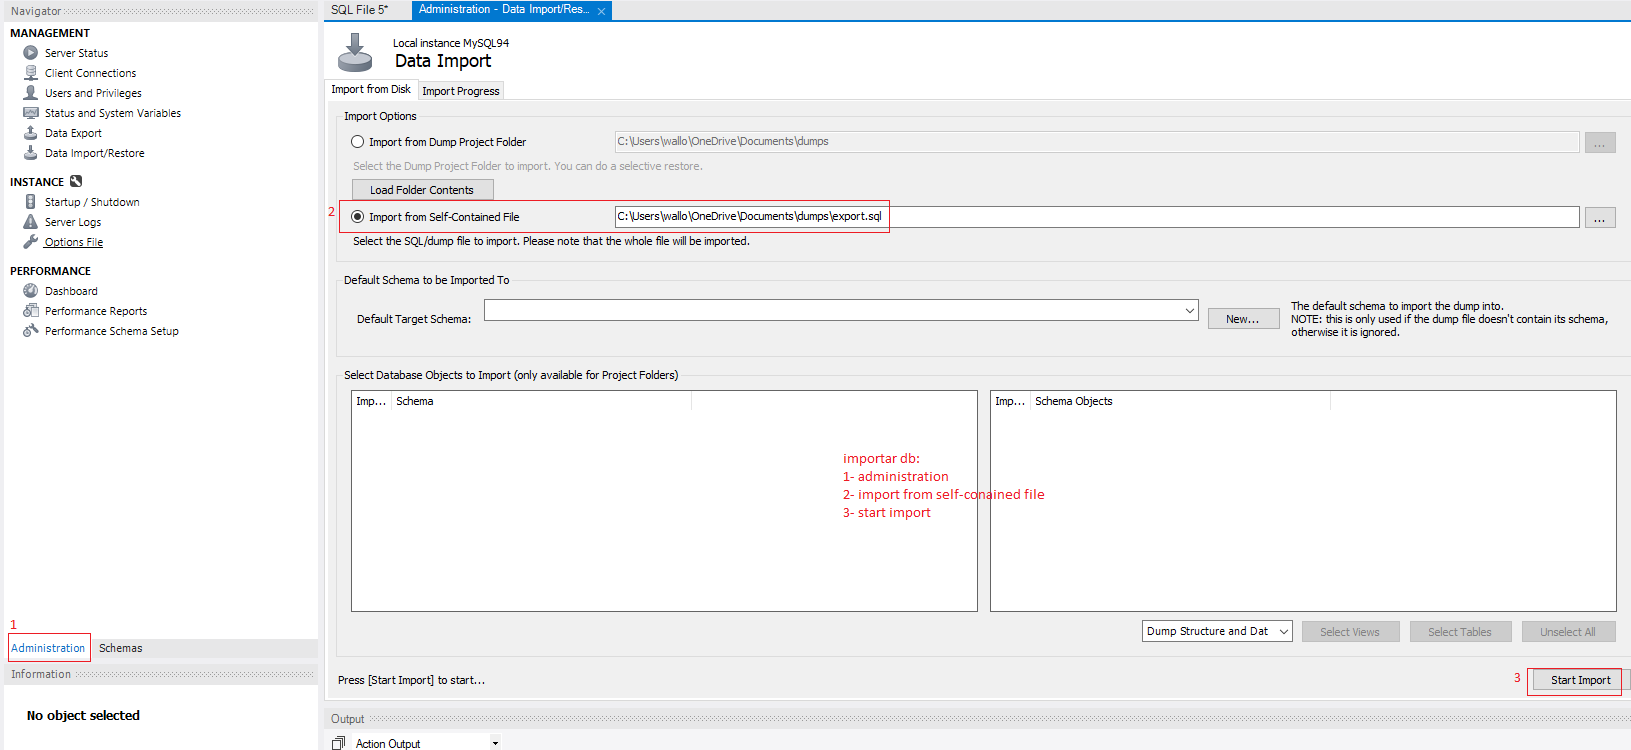 Navigator
MANAGEMENT
Server Status
Client Connections
Users and Privileges
Status and System Variables
Data Export
Data Import/Restore
INSTANCE
Startup / Shutdown
Server Logs
Options File
PERFORMANCE
Dashboard
Performance Reports
Performance Schema Setup
1
Administration Schemas
Information
No object selected
SQL File 5* Administration - Data Import/Res... ×
Local instance MySQL94
Data Import
Import from Disk Import Progress
Import Options
Import from Dump Project Folder C:\Users\wallo\OneDrive\Documents\dumps ...
Select the Dump Project Folder to import. You can do a selective restore.
Load Folder Contents
2 Import from Self-Contained File C:\Users\wallo\OneDrive\Documents\dumps\export.sql ...
Select the SQL/dump file to import. Please note that the whole file will be imported.
Default Schema to be Imported To
Default Target Schema: New...
The default schema to import the dump into.
NOTE: this is only used if the dump file doesn't contain its schema,
otherwise it is ignored.
Select Database Objects to Import (only available for Project Folders)
Imp... Schema Imp... Schema Objects
importar db:
1- administration
2- import from self-conained file
3- start import
Dump Structure and Dat Select Views Select Tables Unselect All
Press [Start Import] to start... 3 Start Import
Output
Action Output